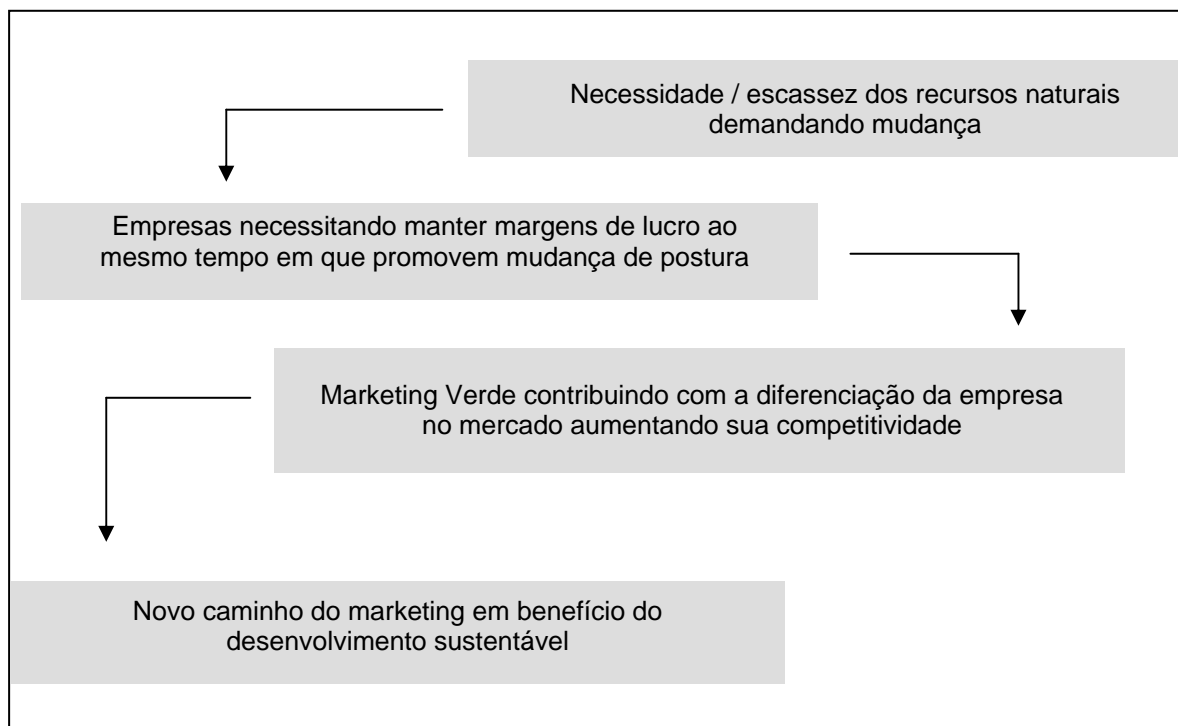 Necessidade / escassez dos recursos naturais
demandando mudança
Empresas necessitando manter margens de lucro ao
mesmo tempo em que promovem mudança de postura
Marketing Verde contribuindo com a diferenciação da empresa
no mercado aumentando sua competitividade
Novo caminho do marketing em benefício do
desenvolvimento sustentável